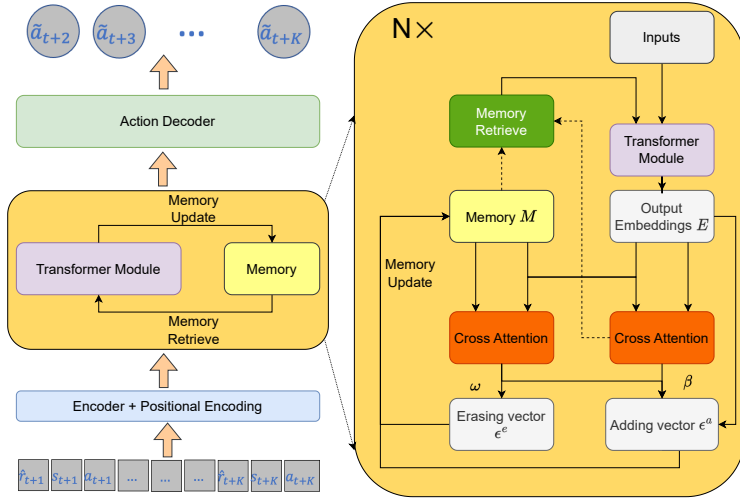 ã_{t+2} ã_{t+3} ... ã_{t+K}
Action Decoder
Memory
Update
Transformer Module
Memory
Memory
Retrieve
Encoder + Positional Encoding
r̂_{t+1} s_{t+1} a_{t+1} ... ... ... r̂_{t+K} s_{t+K} a_{t+K}
N×
Inputs
Memory
Retrieve
Transformer
Module
Memory M
Output
Embeddings E
Memory
Update
Cross Attention
Cross Attention
ω
β
Erasing vector
ϵ^e
Adding vector ϵ^a